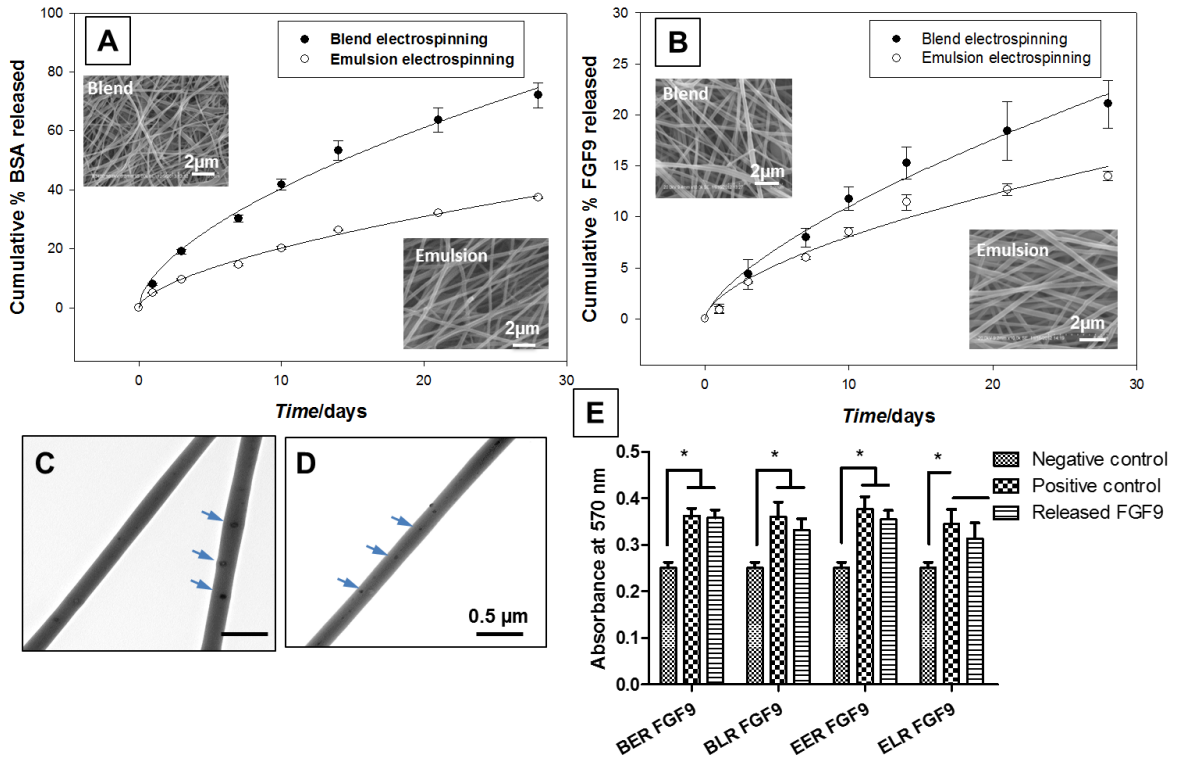 A
Blend electrospinning
Emulsion electrospinning
Cumulative % BSA released
100
80
60
40
20
0
Blend
2μm
Emulsion
2μm
0
10
20
30
Time/days
B
Blend electrospinning
Emulsion electrospinning
Cumulative % FGF9 released
30
25
20
15
10
5
0
Blend
2μm
Emulsion
2μm
0
10
20
30
Time/days
C
D
0.5 μm
E
Absorbance at 570 nm
0.5
0.4
0.3
0.2
0.1
0.0
*
*
*
*
Negative control
Positive control
Released FGF9
BER FGF9
BLR FGF9
EER FGF9
ELR FGF9